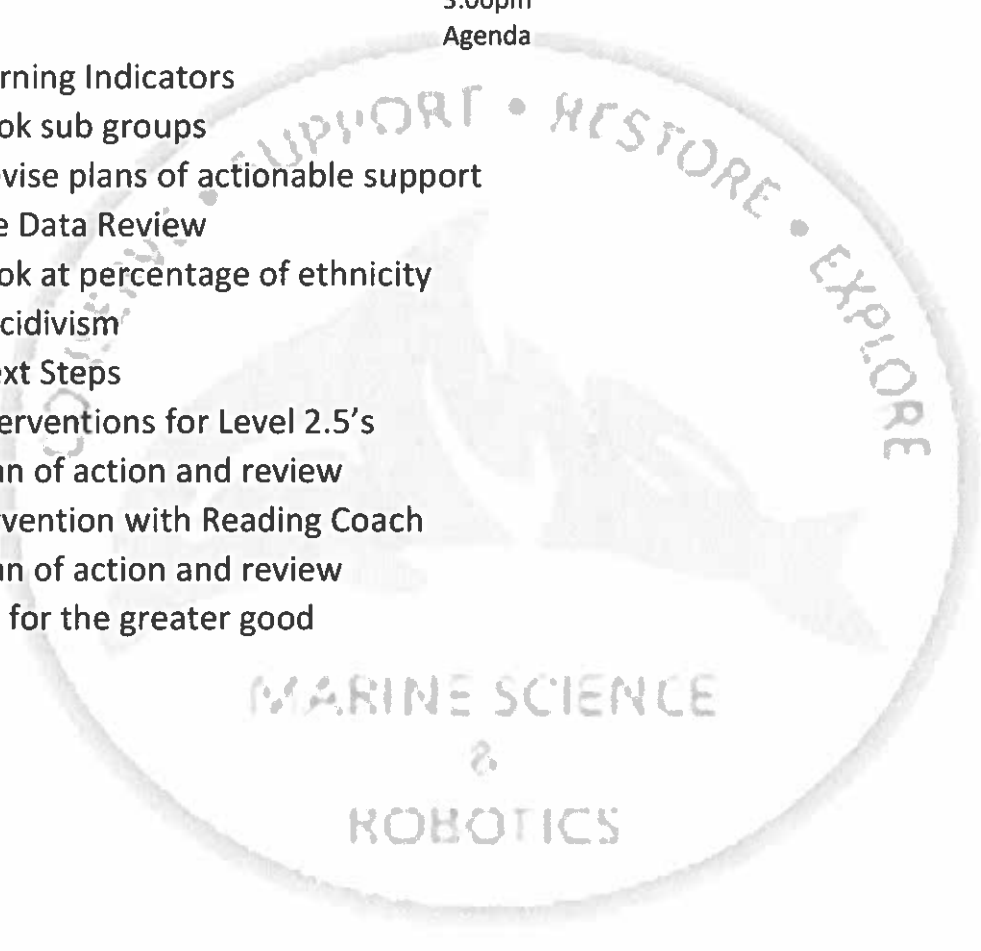 3:00pm
Agenda
rning Indicators
ok sub groups
vise plans of actionable support
e Data Review
ok at percentage of ethnicity
cidivism
ext Steps
erventions for Level 2.5's
an of action and review
rvention with Reading Coach
an of action and review
for the greater good
SUPPORT • RESTORE • EXPLORE
MARINE SCIENCE
&
ROBOTICS